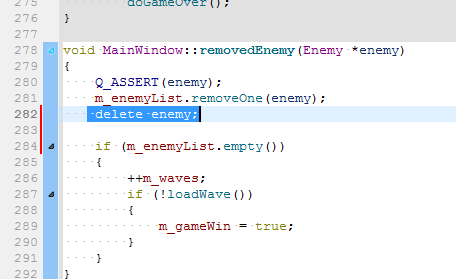 275 doGameOver();
276 }
277
278 void MainWindow::removedEnemy(Enemy *enemy)
279 {
280 Q_ASSERT(enemy);
281 m_enemyList.removeOne(enemy);
282 delete enemy;
283
284 if (m_enemyList.empty())
285 {
286 ++m_waves;
287 if (!loadWave())
288 {
289 m_gameWin = true;
290 }
291 }
292 }